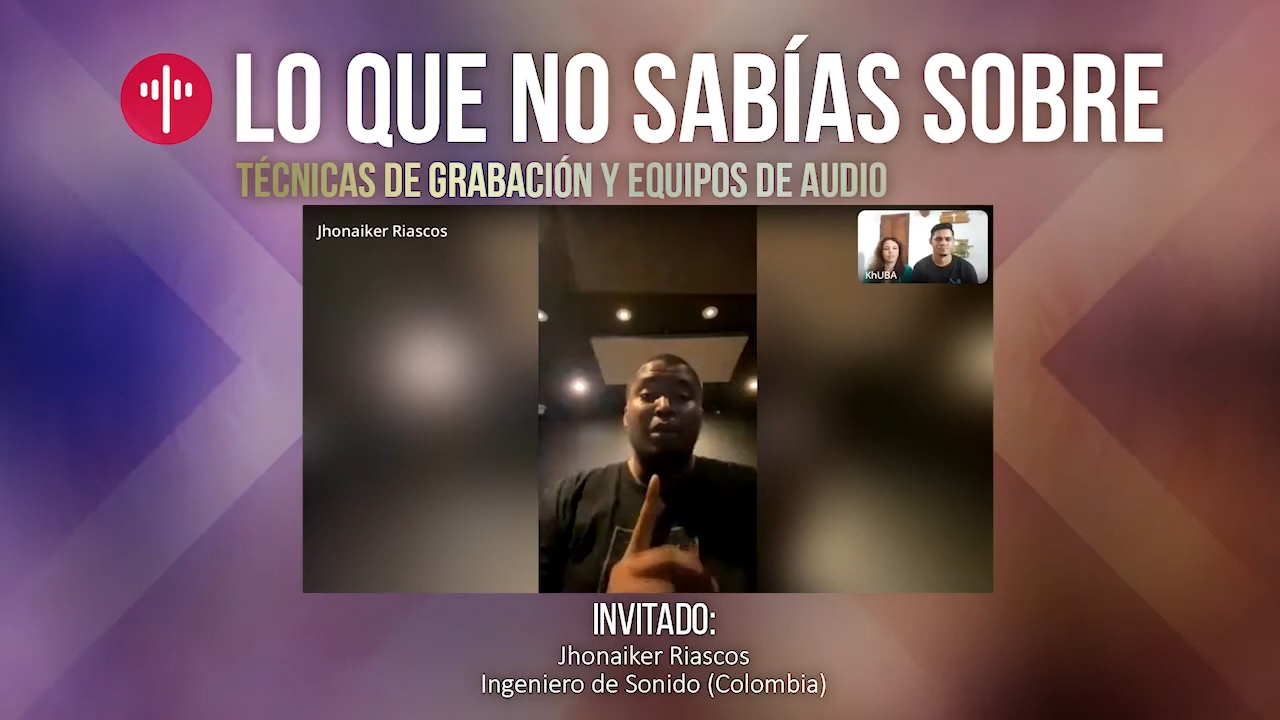 LO QUE NO SABÍAS SOBRE
TÉCNICAS DE GRABACIÓN Y EQUIPOS DE AUDIO
Jhonaiker Riascos
KhUBA
INVITADO:
Jhonaiker Riascos
Ingeniero de Sonido (Colombia)